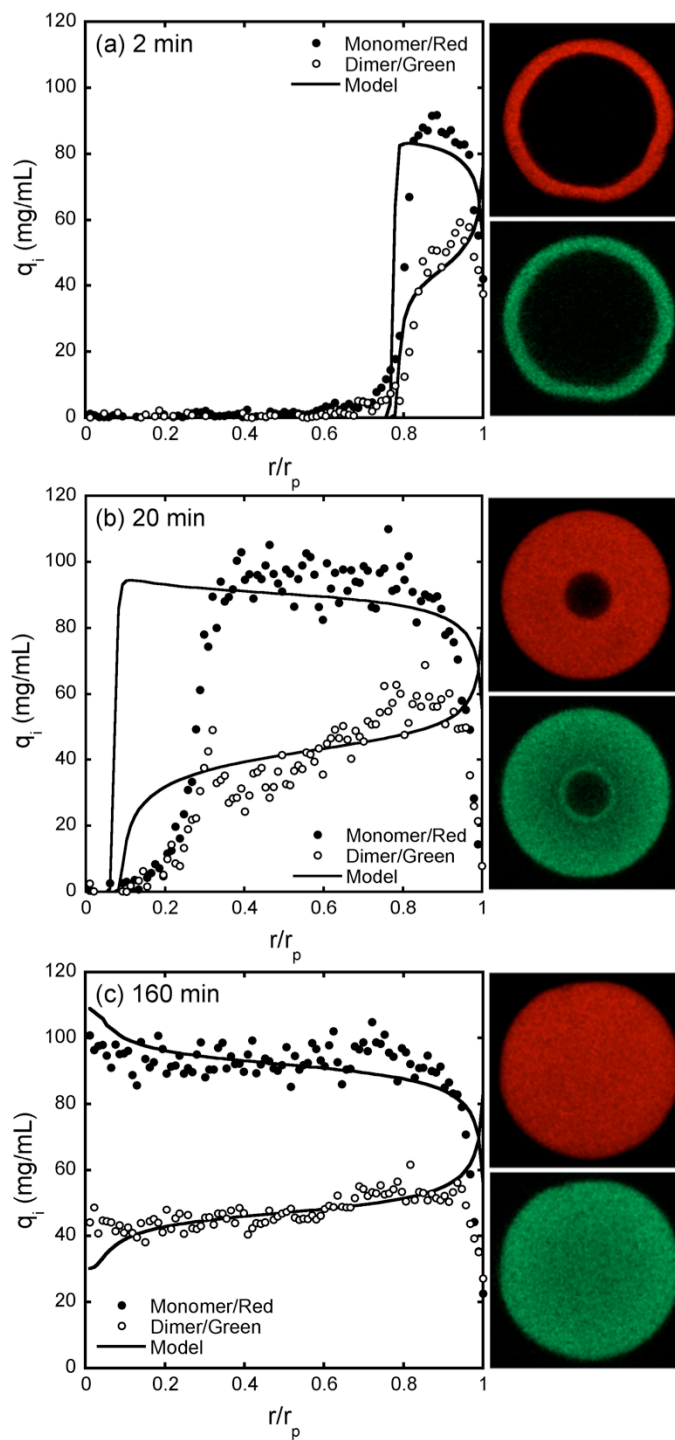 (a) 2 min
Monomer/Red
Dimer/Green
Model
120
100
80
60
40
20
0
q_i (mg/mL)
0 0.2 0.4 0.6 0.8 1
r/r_p
(b) 20 min
120
100
80
60
40
20
0
q_i (mg/mL)
Monomer/Red
Dimer/Green
Model
0 0.2 0.4 0.6 0.8 1
r/r_p
(c) 160 min
120
100
80
60
40
20
0
q_i (mg/mL)
Monomer/Red
Dimer/Green
Model
0 0.2 0.4 0.6 0.8 1
r/r_p